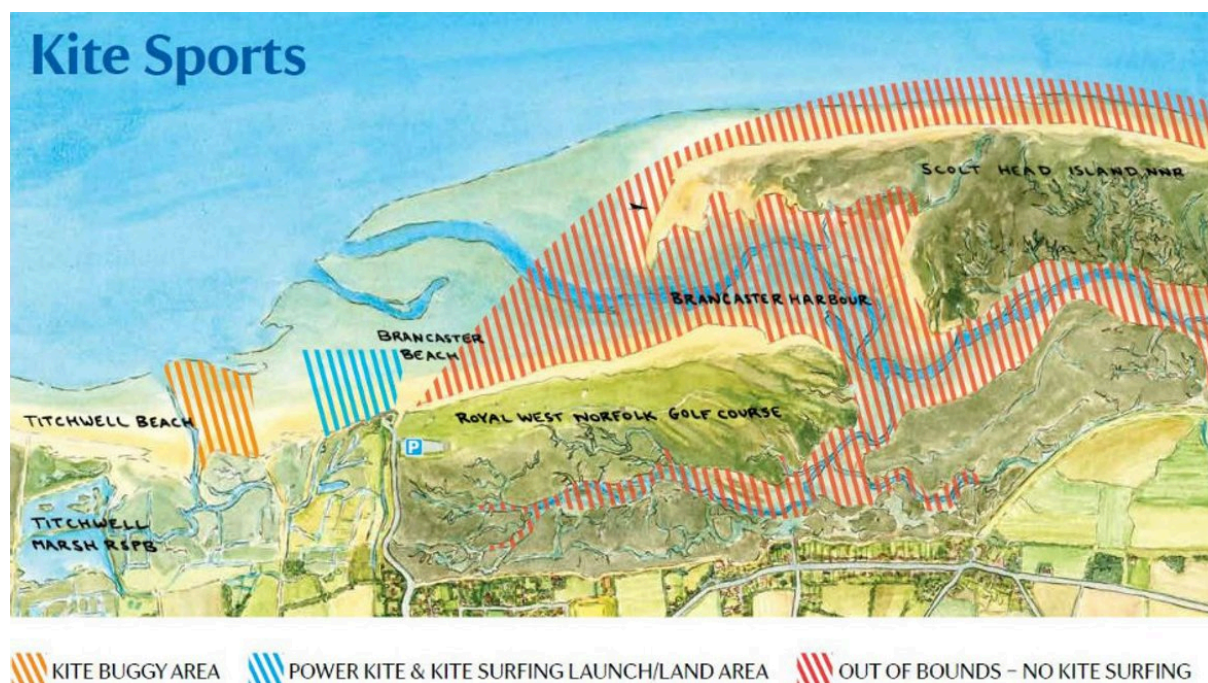 Kite Sports
SCOLT HEAD ISLAND NNR
BRANCASTER HARBOUR
BRANCASTER
BEACH
TITCHWELL BEACH
ROYAL WEST NORFOLK GOLF COURSE
P
TITCHWELL
MARSH RSPB
KITE BUGGY AREA
POWER KITE & KITE SURFING LAUNCH/LAND AREA
OUT OF BOUNDS – NO KITE SURFING